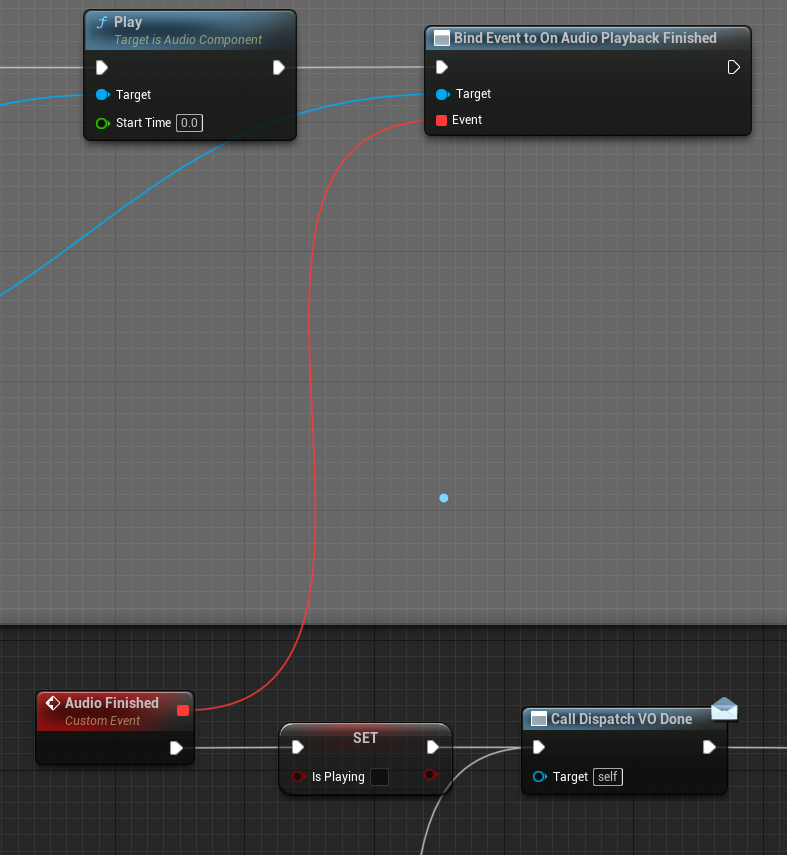 Play
Target is Audio Component
Target
Start Time 0.0
Bind Event to On Audio Playback Finished
Target
Event
Audio Finished
Custom Event
SET
Is Playing
Call Dispatch VO Done
Target self